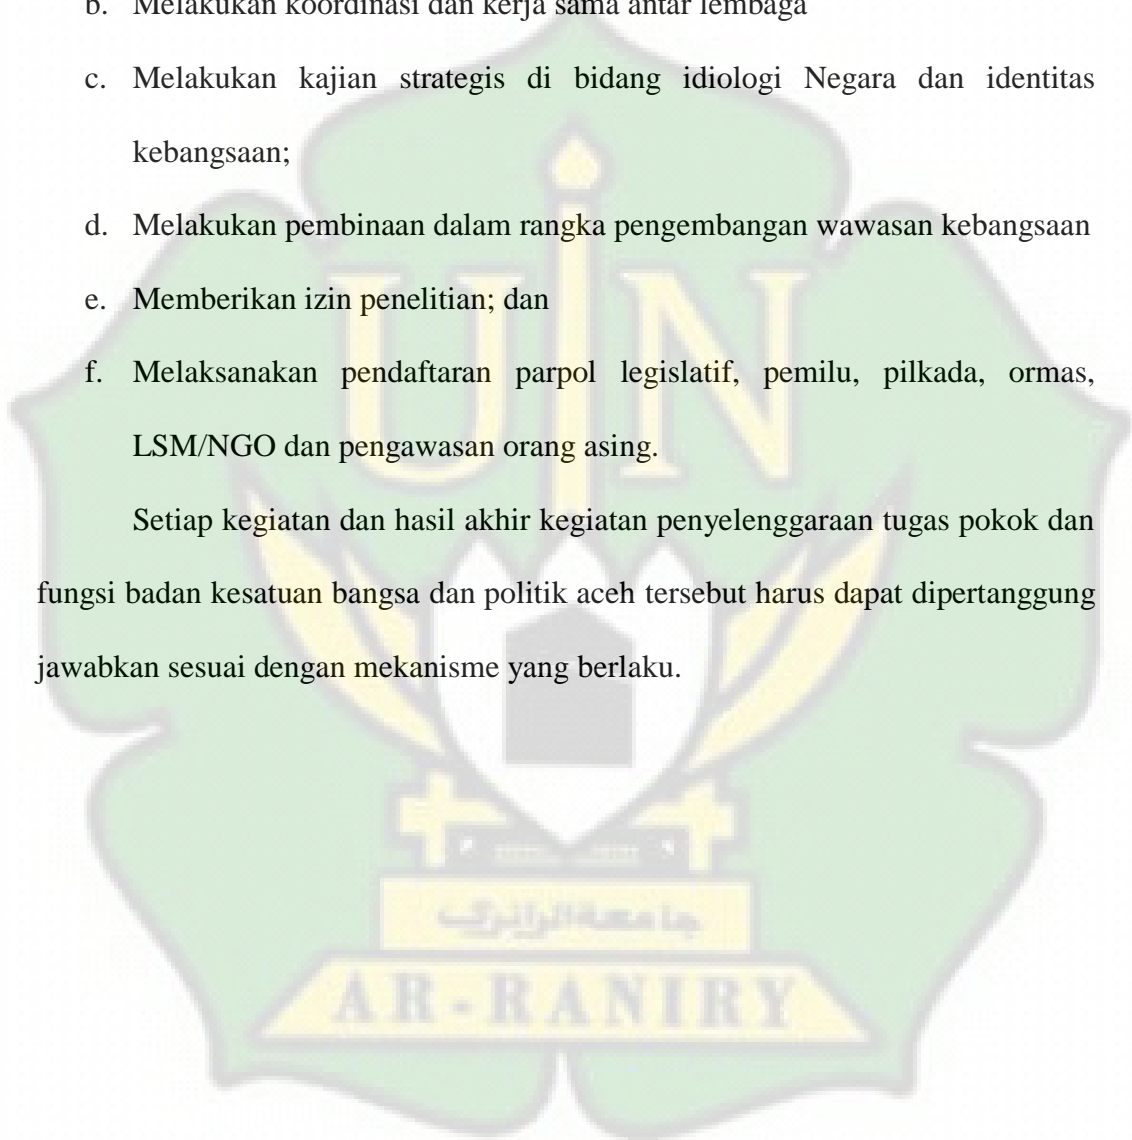 b. Melakukan koordinasi dan kerja sama antar lembaga
c. Melakukan kajian strategis di bidang idiologi Negara dan identitas
kebangsaan;
d. Melakukan pembinaan dalam rangka pengembangan wawasan kebangsaan
e. Memberikan izin penelitian; dan
f. Melaksanakan pendaftaran parpol legislatif, pemilu, pilkada, ormas,
LSM/NGO dan pengawasan orang asing.
Setiap kegiatan dan hasil akhir kegiatan penyelenggaraan tugas pokok dan
fungsi badan kesatuan bangsa dan politik aceh tersebut harus dapat dipertanggung
jawabkan sesuai dengan mekanisme yang berlaku.
UIN
جامعة الرانري
AR-RANIRY